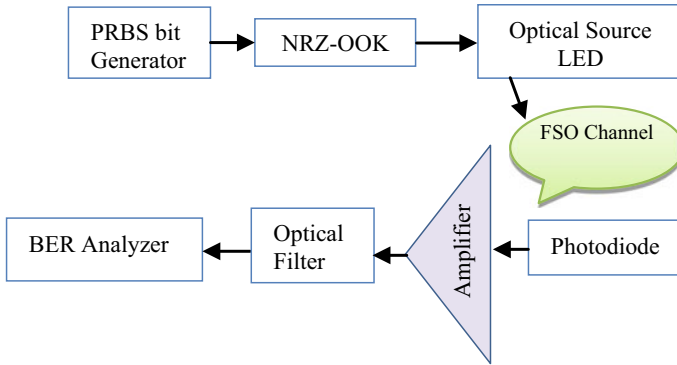 PRBS bit
Generator
NRZ-OOK
Optical Source
LED
FSO Channel
Photodiode
Amplifier
Optical
Filter
BER Analyzer